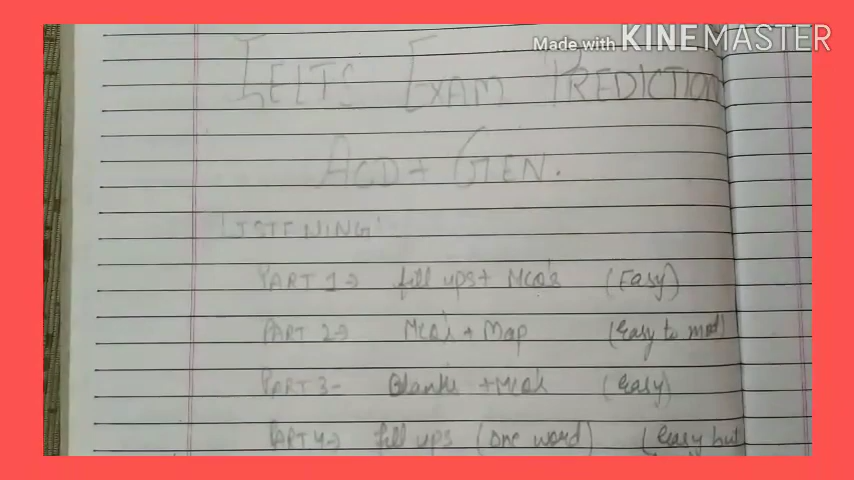 Made with KINEMASTER
IELTS EXAM PREDICTION
ACD+ GEN.
'LISTENING'
PART 1→ fill ups + MCQ's (Easy)
PART 2→ MCQ's + Map (Easy to mod)
PART 3- Blanks + MCQ's (easy)
PART 4→ fill ups (one word) (easy but